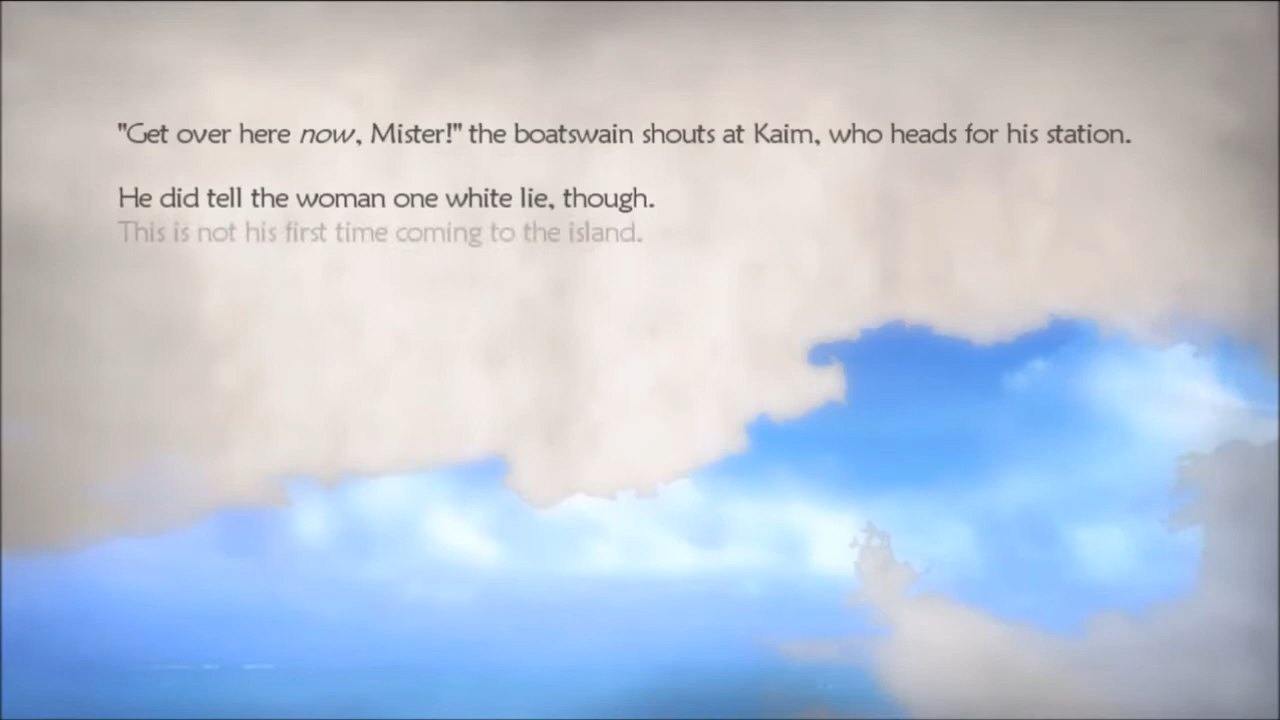 "Get over here now, Mister!" the boatswain shouts at Kaim, who heads for his station.
He did tell the woman one white lie, though.
This is not his first time coming to the island.